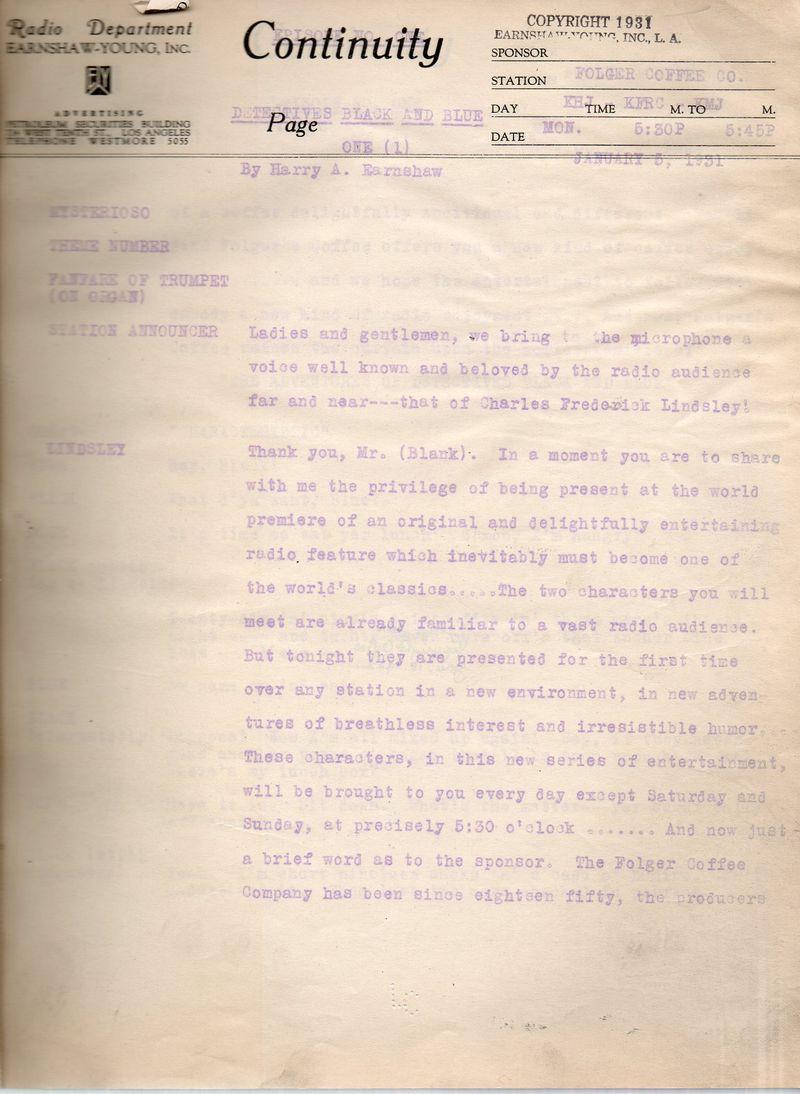 Radio Department
EARNSHAW-YOUNG, INC.
EY
ADVERTISING
PETROLEUM SECURITIES BUILDING
WEST TENTH ST., LOS ANGELES
TELEPHONE WESTMORE 5055
EPISODE NO.
Continuity
DETECTIVES BLACK AND BLUE
Page
ONE (1)
By Harry A. Earnshaw
COPYRIGHT 1931
EARNSHAW-YOUNG, INC., L. A.
SPONSOR
STATION FOLGER COFFEE CO.
DAY KHJ TIME KFRC M. TO KMJ M.
DATE MON. 5:30P 5:45P
JANUARY 5, 1931
MYSTERIOSO
THEME NUMBER
FANFARE OF TRUMPET
(ON ORGAN)
STATION ANNOUNCER Ladies and gentlemen, we bring to the microphone a
voice well known and beloved by the radio audience
far and near---that of Charles Frederick Lindsley!
LINDSLEY Thank you, Mr. (Blank). In a moment you are to share
with me the privilege of being present at the world
premiere of an original and delightfully entertaining
radio feature which inevitably must become one of
the world's classics.....The two characters you will
meet are already familiar to a vast radio audience.
But tonight they are presented for the first time
over any station in a new environment, in new adven-
tures of breathless interest and irresistible humor..
These characters, in this new series of entertainment,
will be brought to you every day except Saturday and
Sunday, at precisely 5:30 o'clock ....... And now just
a brief word as to the sponsor. The Folger Coffee
Company has been since eighteen fifty, the producers